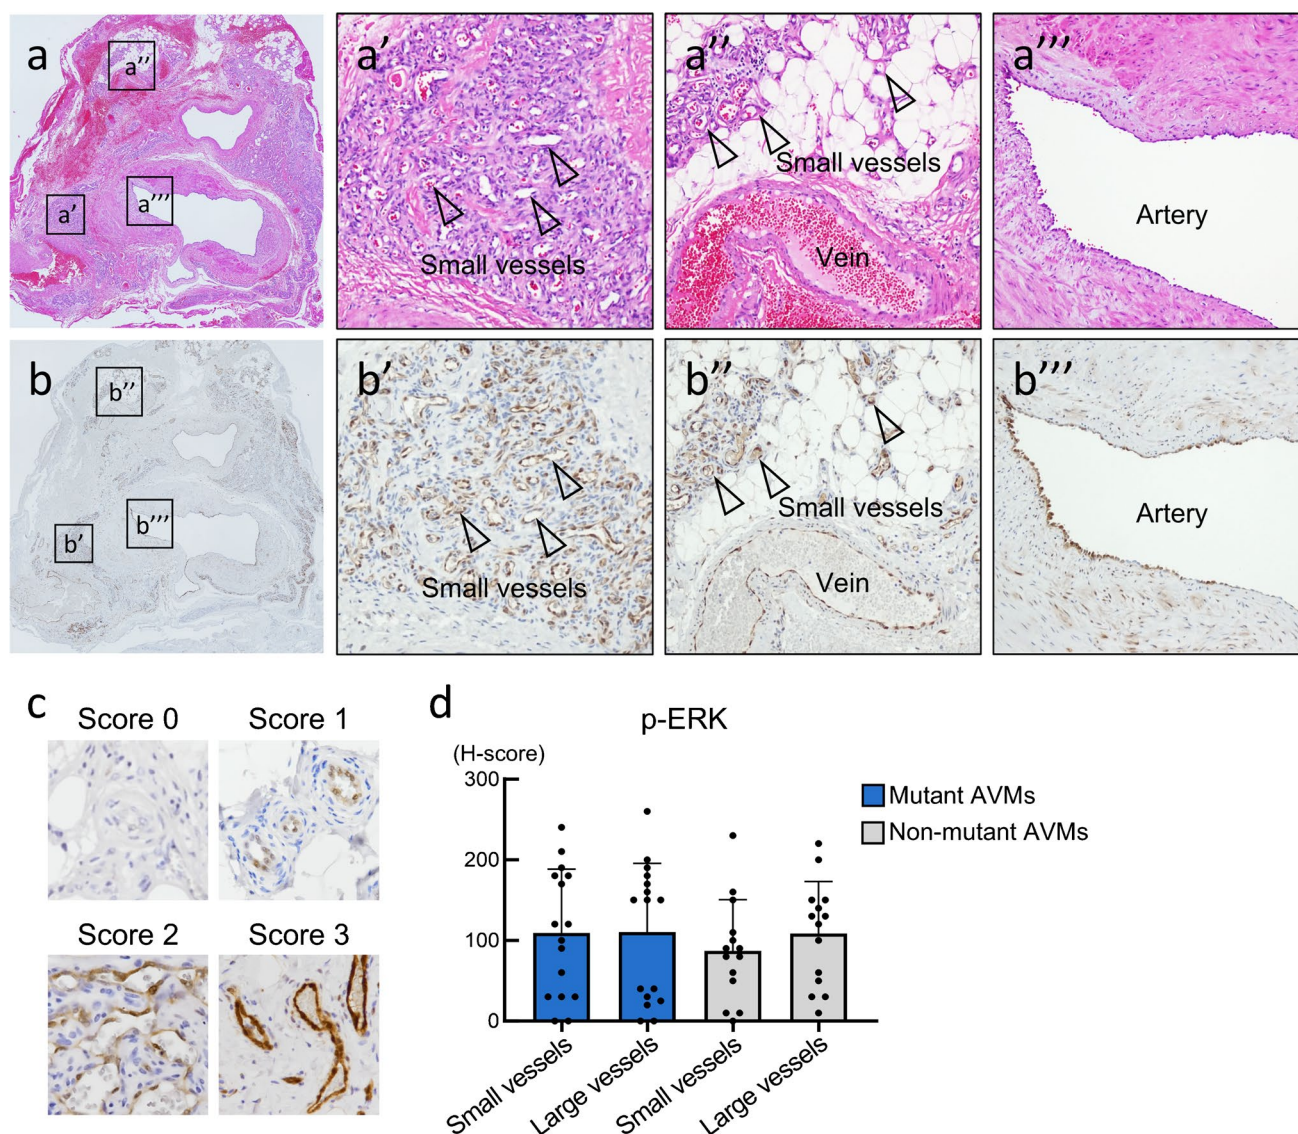 a
a''
a'
a'''
a'
Small vessels
a''
Small vessels
Vein
a'''
Artery
b
b''
b'''
b'
b'
Small vessels
b''
Small vessels
Vein
b'''
Artery
c
Score 0
Score 1
Score 2
Score 3
d
p-ERK
(H-score)
300
200
100
0
Small vessels
Large vessels
Small vessels
Large vessels
Mutant AVMs
Non-mutant AVMs